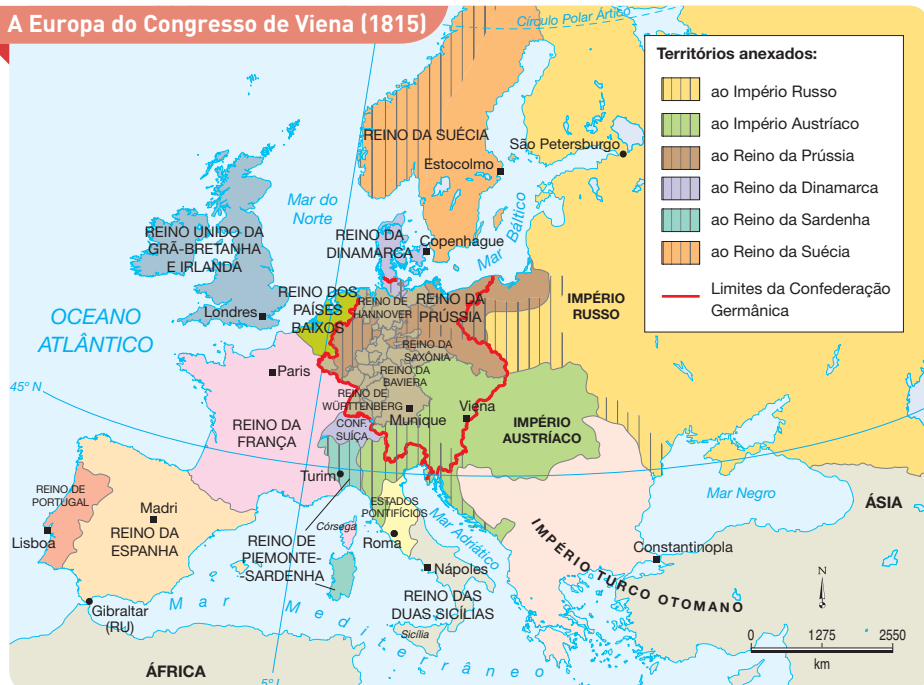 A Europa do Congresso de Viena (1815)
Círculo Polar Ártico
Territórios anexados:
ao Império Russo
ao Império Austríaco
ao Reino da Prússia
ao Reino da Dinamarca
ao Reino da Sardenha
ao Reino da Suécia
Limites da Confederação
Germânica
REINO DA SUÉCIA
São Petersburgo
Estocolmo
Mar do
Norte
Mar Báltico
REINO UNIDO DA
GRÃ-BRETANHA
E IRLANDA
REINO DA
DINAMARCA
Copenhague
REINO DOS
PAÍSES
BAIXOS
REINO DE
HANNOVER
REINO DA
PRÚSSIA
IMPÉRIO
RUSSO
Londres
OCEANO
ATLÂNTICO
REINO DA
SAXÔNIA
Paris
REINO DA
BAVIERA
45º N
REINO DE
WÜRTTEMBERG
Viena
Munique
REINO DA
FRANÇA
CONF.
SUÍÇA
IMPÉRIO
AUSTRÍACO
Turim
REINO DE
PORTUGAL
Madri
REINO DA
ESPANHA
Lisboa
ESTADOS
PONTIFÍCIOS
Córsega
Roma
Mar Adriático
REINO DE
PIEMONTE-
-SARDENHA
Mar Negro
ÁSIA
Constantinopla
IMPÉRIO TURCO OTOMANO
Nápoles
REINO DAS
DUAS SICÍLIAS
Sicília
Gibraltar
(RU)
Mar Mediterrâneo
N
0 1275 2550
km
ÁFRICA
5º L